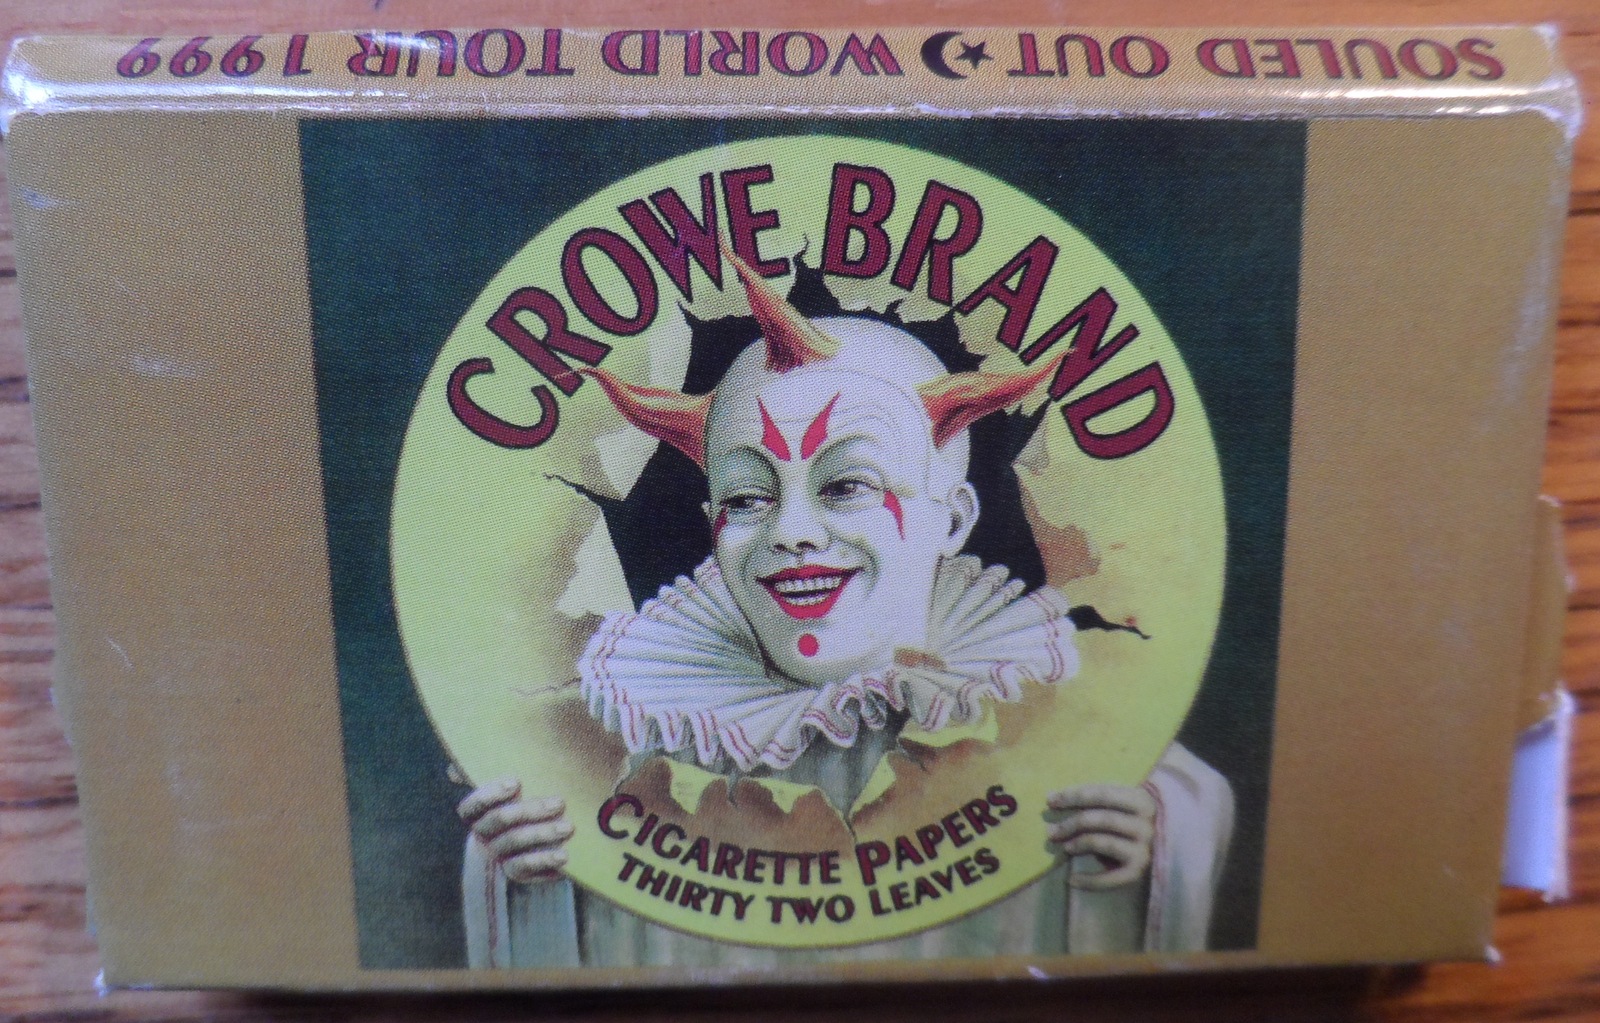 SOULED OUT WORLD TOUR 1999
CROWE BRAND
CIGARETTE PAPERS
THIRTY TWO LEAVES